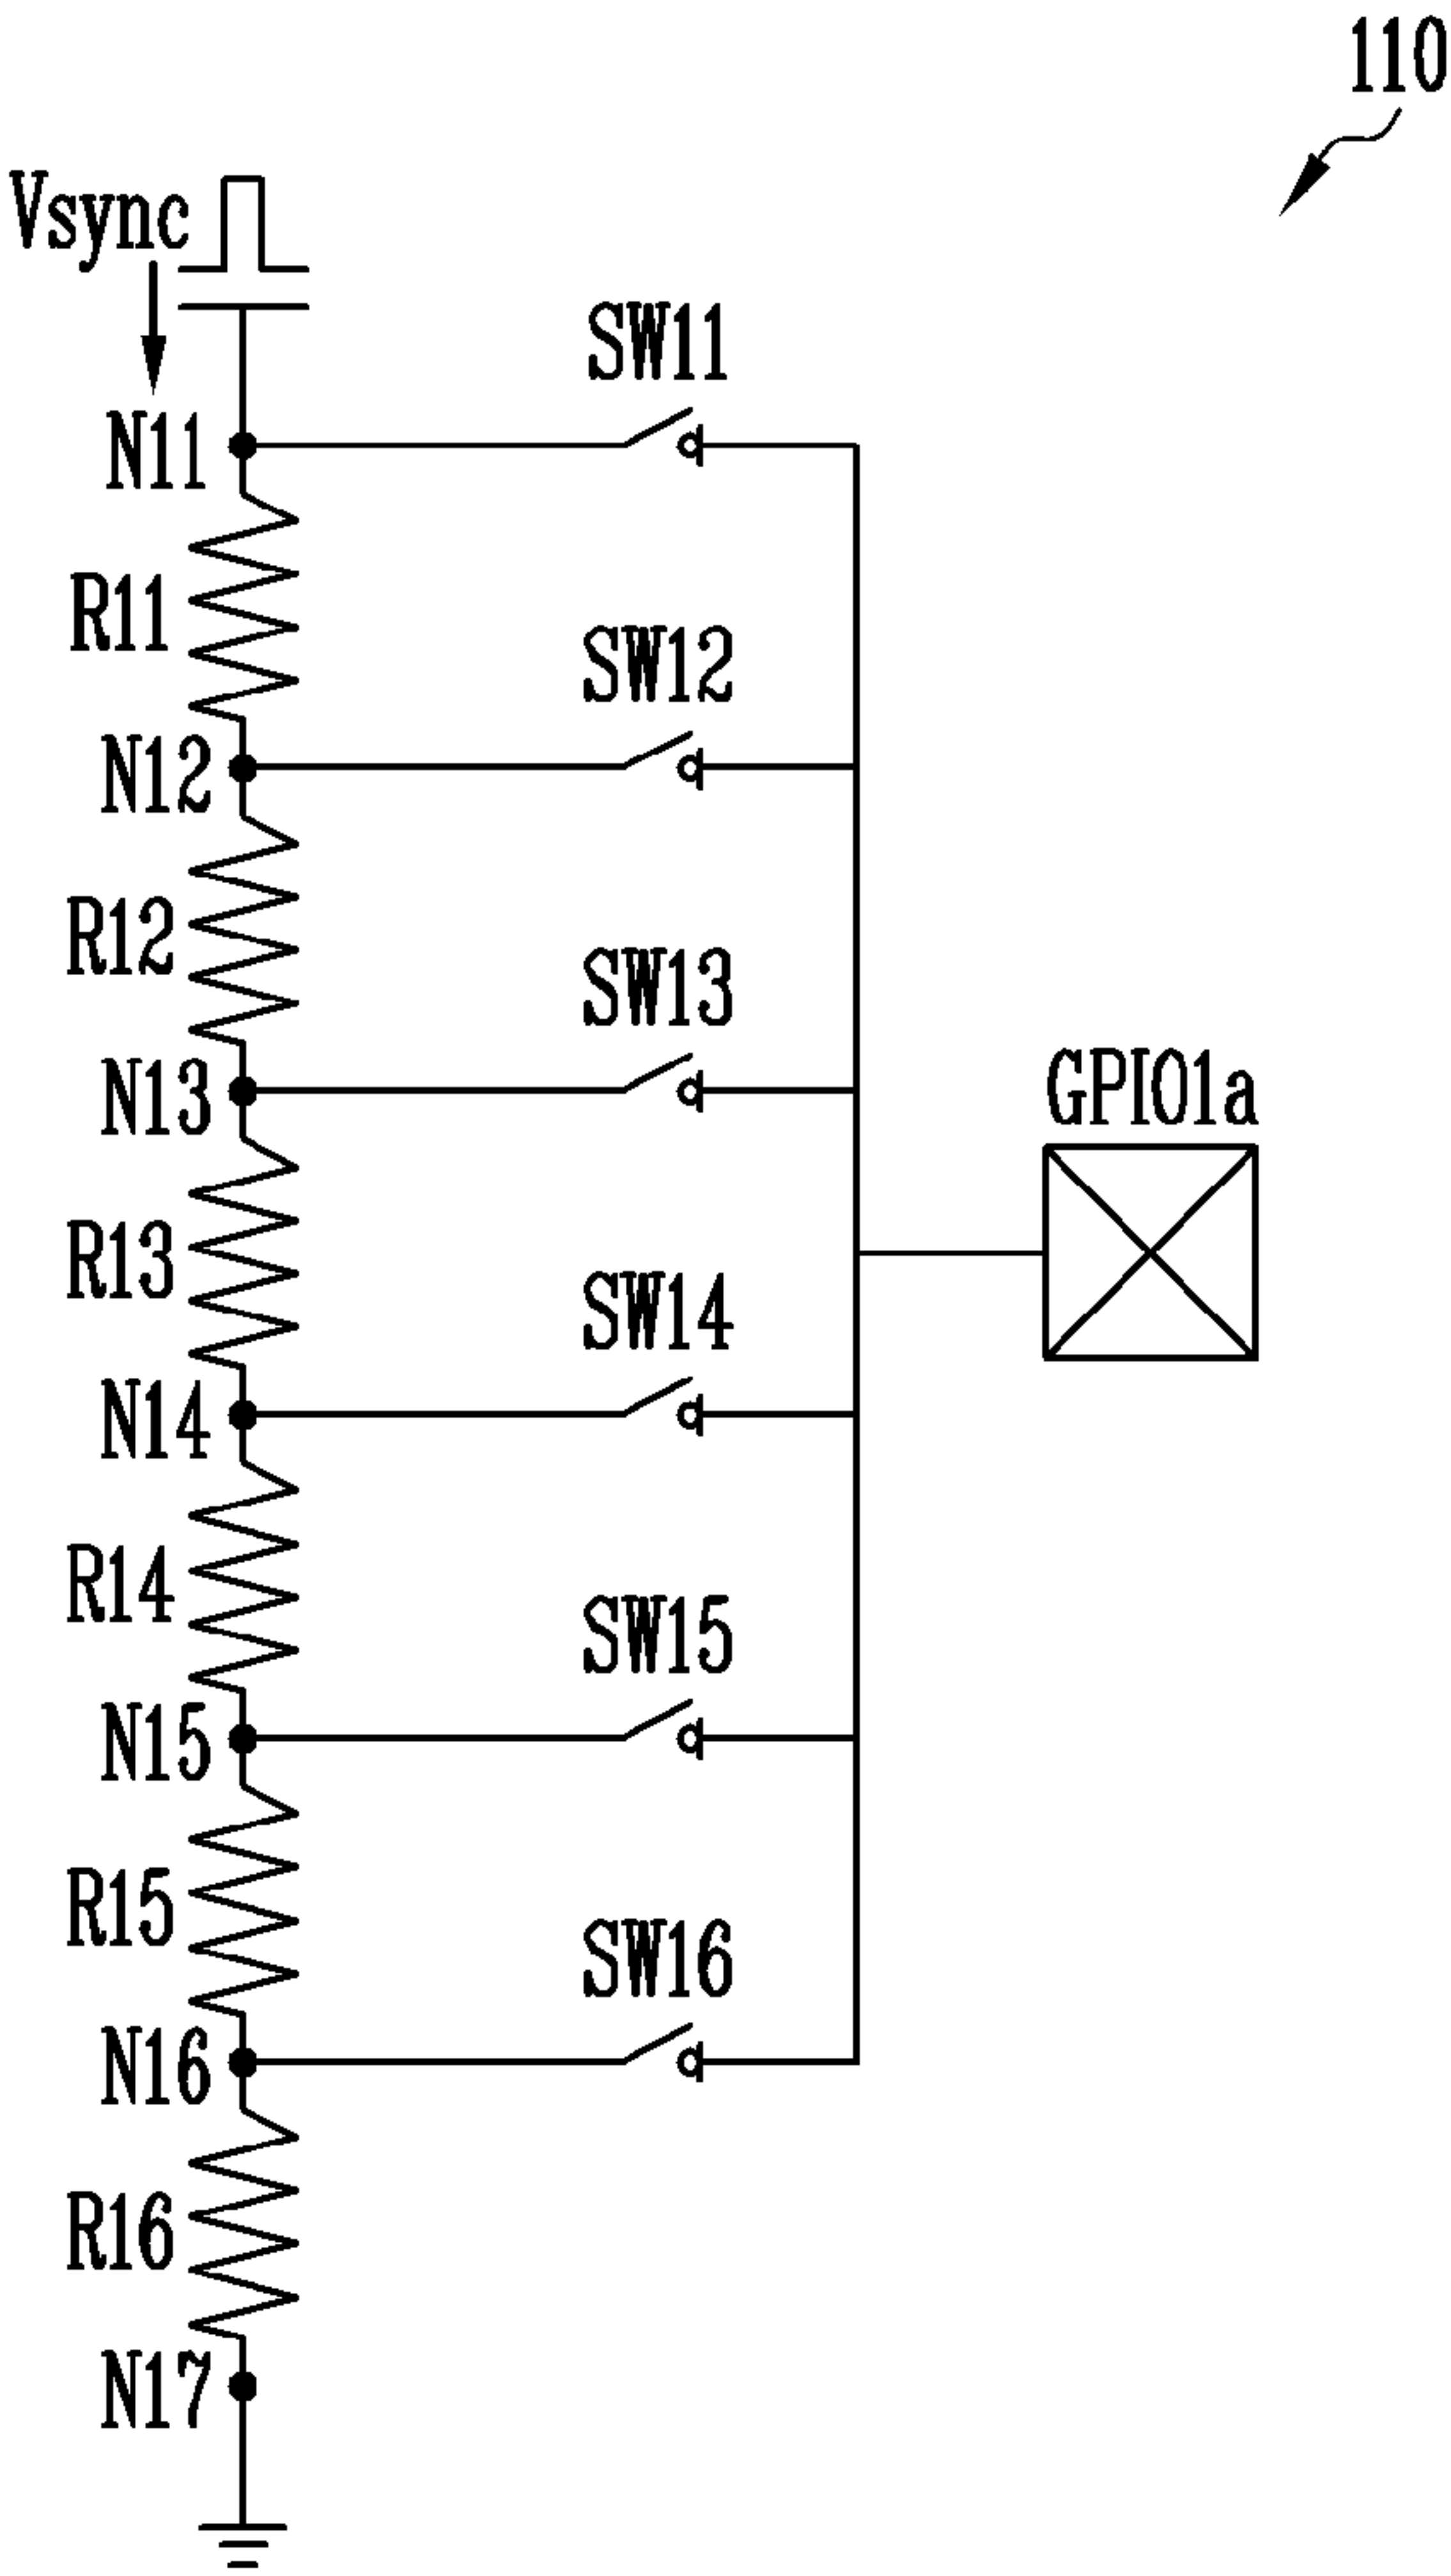 110
Vsync
SW11
N11
R11
SW12
N12
R12
SW13
N13
GPIO1a
R13
SW14
N14
R14
SW15
N15
R15
SW16
N16
R16
N17